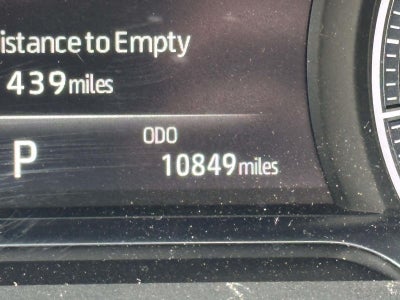 istance to Empty
439miles
ODO
P 10849miles